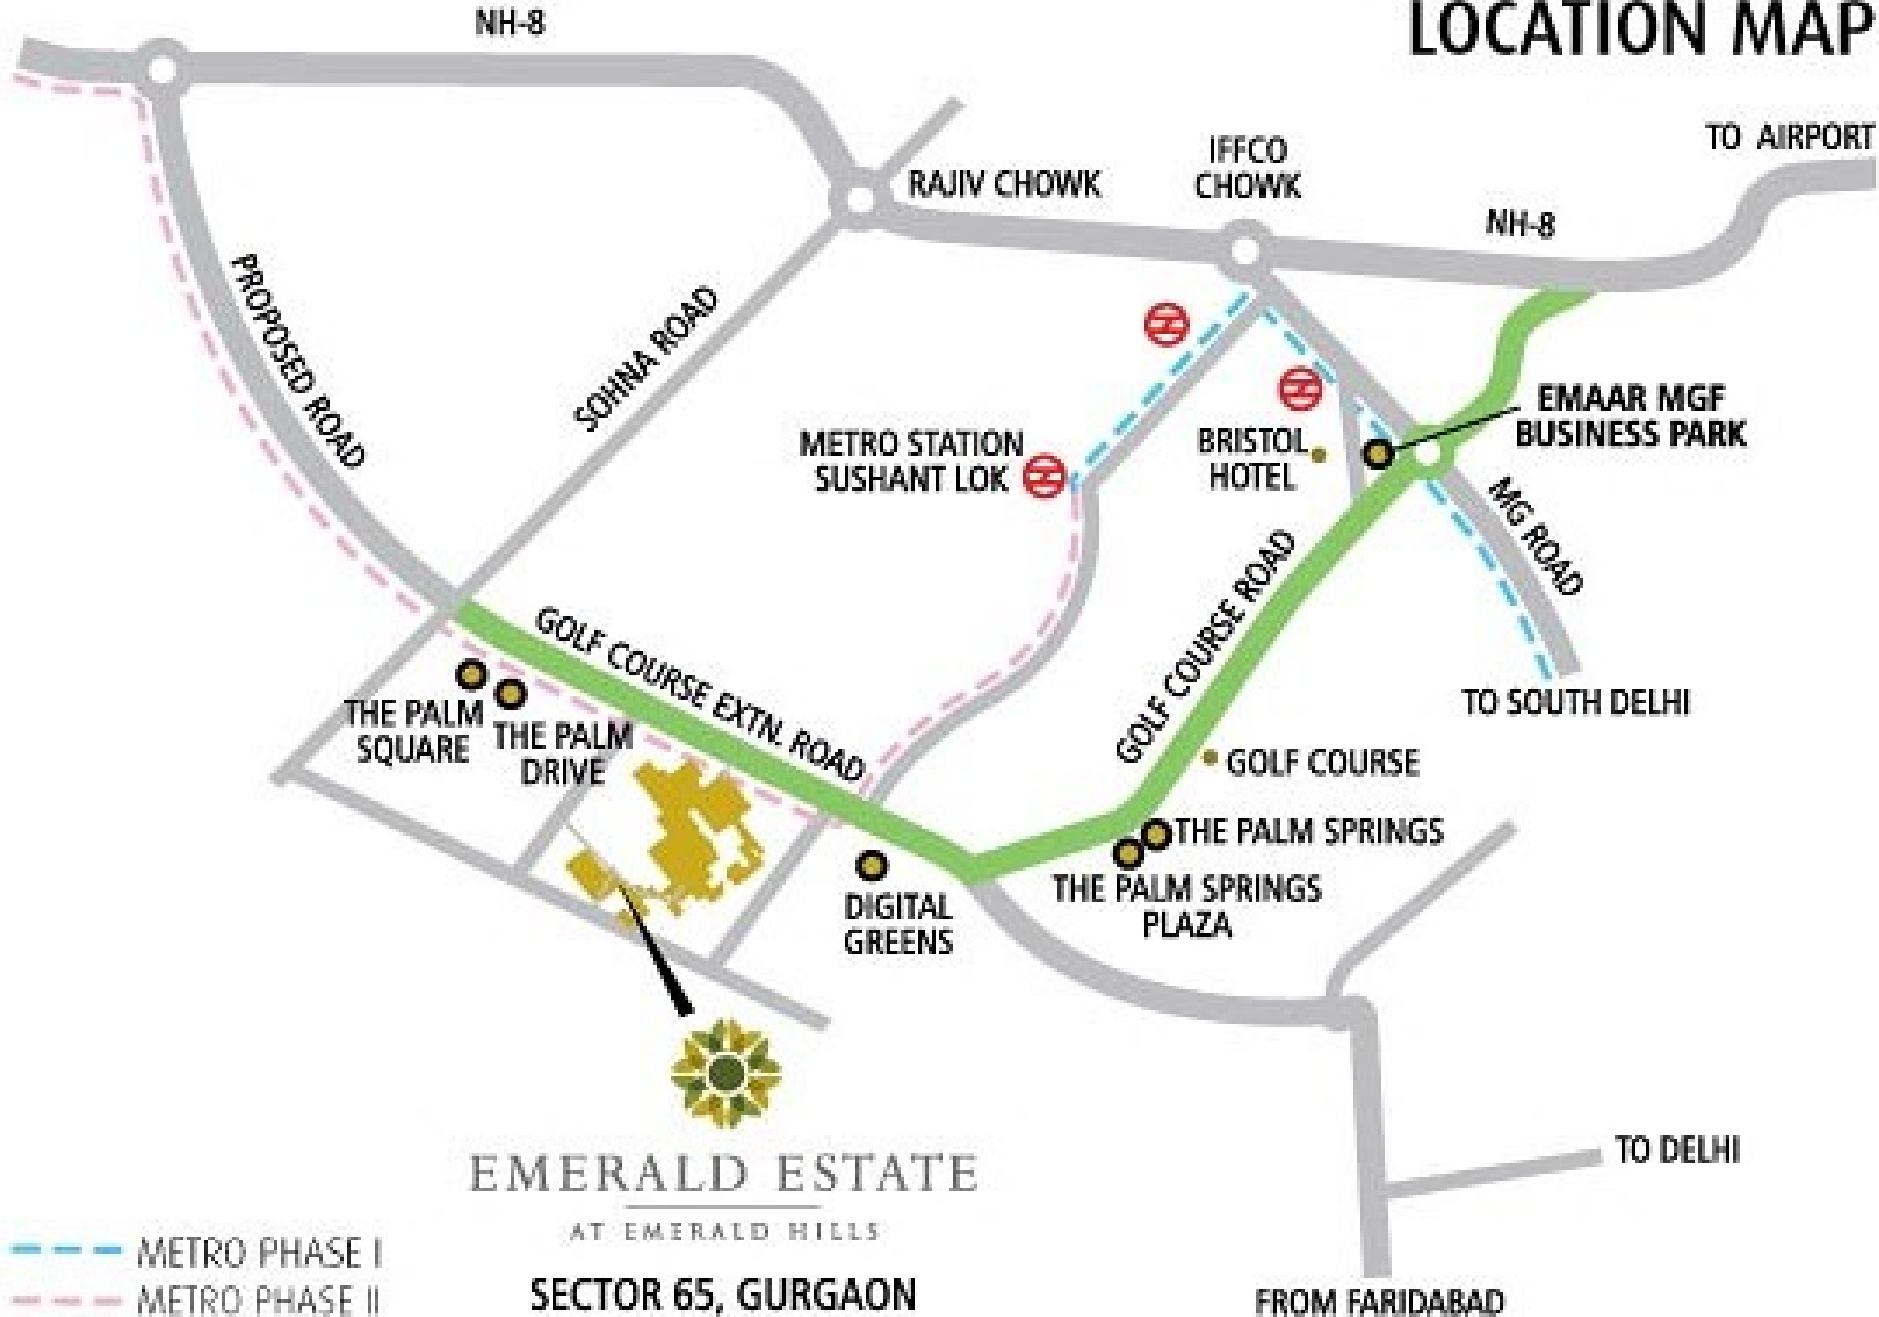 LOCATION MAP
NH-8
TO AIRPORT
IFFCO
CHOWK
RAJIV CHOWK
NH-8
PROPOSED ROAD
SOHNA ROAD
METRO STATION
SUSHANT LOK
BRISTOL
HOTEL
EMAAR MGF
BUSINESS PARK
MG ROAD
GOLF COURSE ROAD
GOLF COURSE EXTN. ROAD
TO SOUTH DELHI
THE PALM
SQUARE
THE PALM
DRIVE
GOLF COURSE
THE PALM SPRINGS
THE PALM SPRINGS
PLAZA
DIGITAL
GREENS
TO DELHI
EMERALD ESTATE
AT EMERALD HILLS
METRO PHASE I
METRO PHASE II
SECTOR 65, GURGAON
FROM FARIDABAD